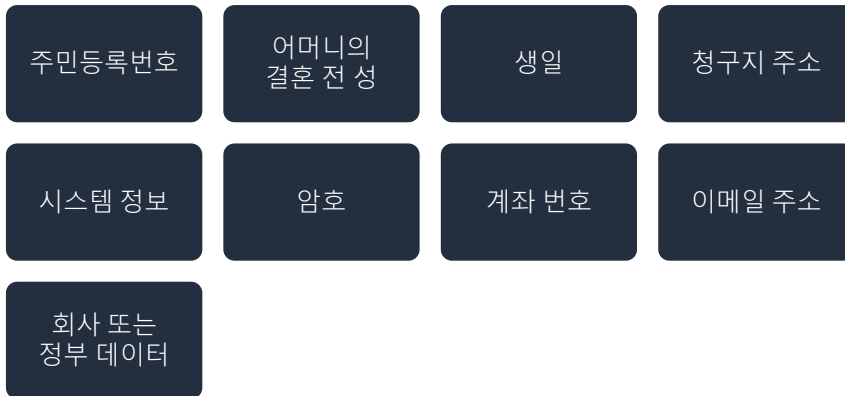 주민등록번호
어머니의
결혼 전 성
생일
청구지 주소
시스템 정보
암호
계좌 번호
이메일 주소
회사 또는
정부 데이터